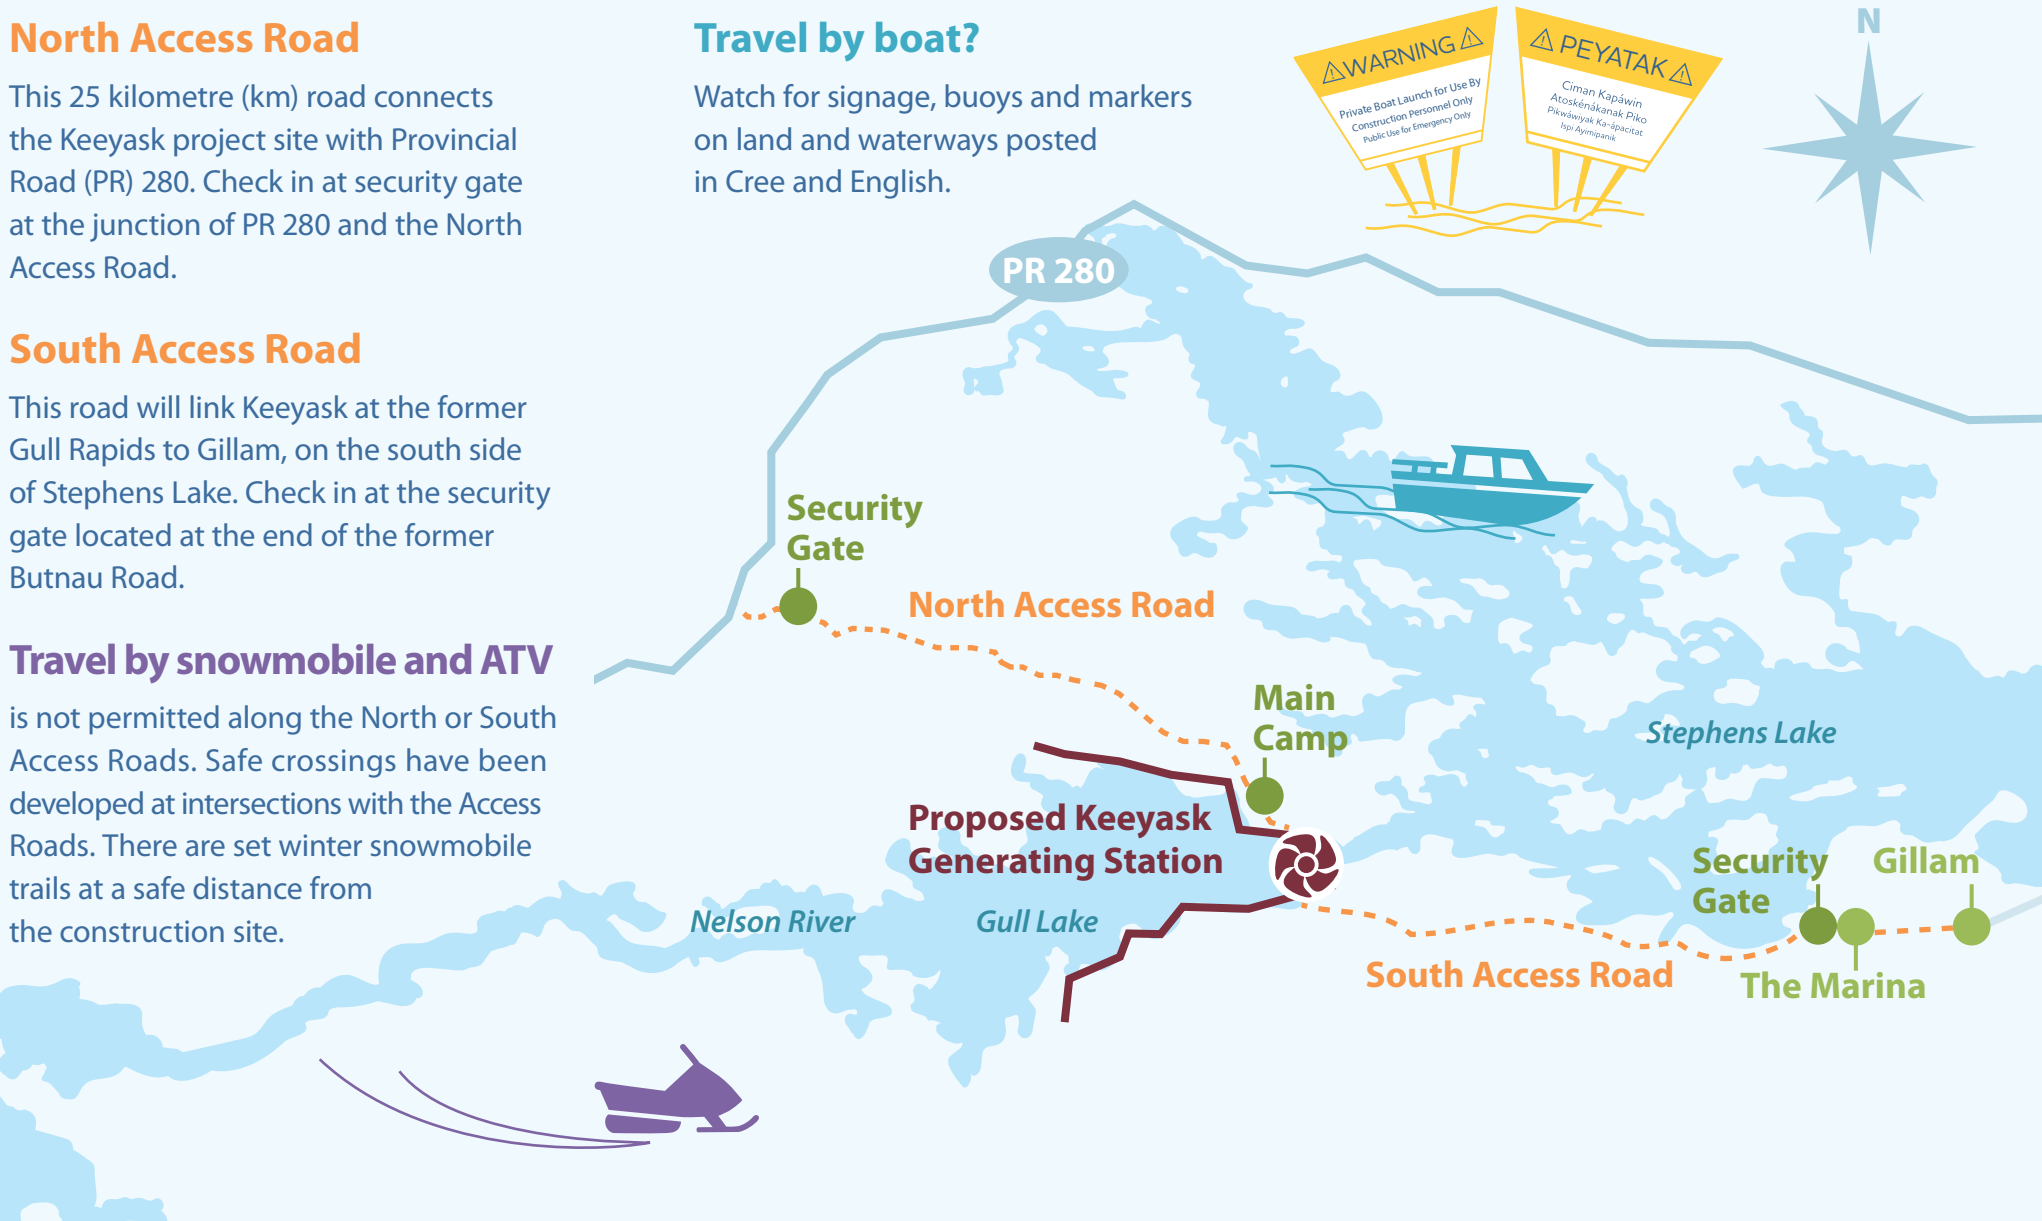 North Access Road
This 25 kilometre (km) road connects
the Keeyask project site with Provincial
Road (PR) 280. Check in at security gate
at the junction of PR 280 and the North
Access Road.
South Access Road
This road will link Keeyask at the former
Gull Rapids to Gillam, on the south side
of Stephens Lake. Check in at the security
gate located at the end of the former
Butnau Road.
Travel by snowmobile and ATV
is not permitted along the North or South
Access Roads. Safe crossings have been
developed at intersections with the Access
Roads. There are set winter snowmobile
trails at a safe distance from
the construction site.
Travel by boat?
Watch for signage, buoys and markers
on land and waterways posted
in Cree and English.
WARNING
Private Boat Launch for Use By
Construction Personnel Only
Public Use for Emergency Only
PEYATAK
Ciman Kapáwin
Atoskénákanak Piko
Pikwáwiyak Ka-ápacitat
Ispi Ayimipanik
N
PR 280
Security
Gate
North Access Road
Main
Camp
Stephens Lake
Proposed Keeyask
Generating Station
Nelson River
Gull Lake
Security
Gate
Gillam
South Access Road
The Marina